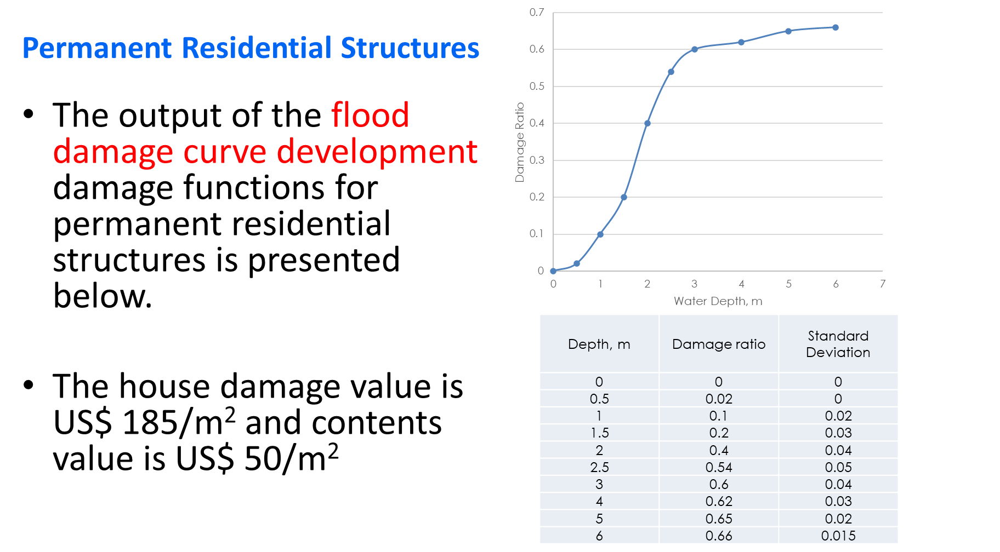 Permanent Residential Structures
• The output of the flood
damage curve development
damage functions for
permanent residential
structures is presented
below.
• The house damage value is
US$ 185/m² and contents
value is US$ 50/m²
0.7
0.6
0.5
0.4
0.3
0.2
0.1
0
Damage Ratio
0 1 2 3 4 5 6 7
Water Depth, m
Depth, m Damage ratio Standard Deviation
0 0 0
0.5 0.02 0
1 0.1 0.02
1.5 0.2 0.03
2 0.4 0.04
2.5 0.54 0.05
3 0.6 0.04
4 0.62 0.03
5 0.65 0.02
6 0.66 0.015